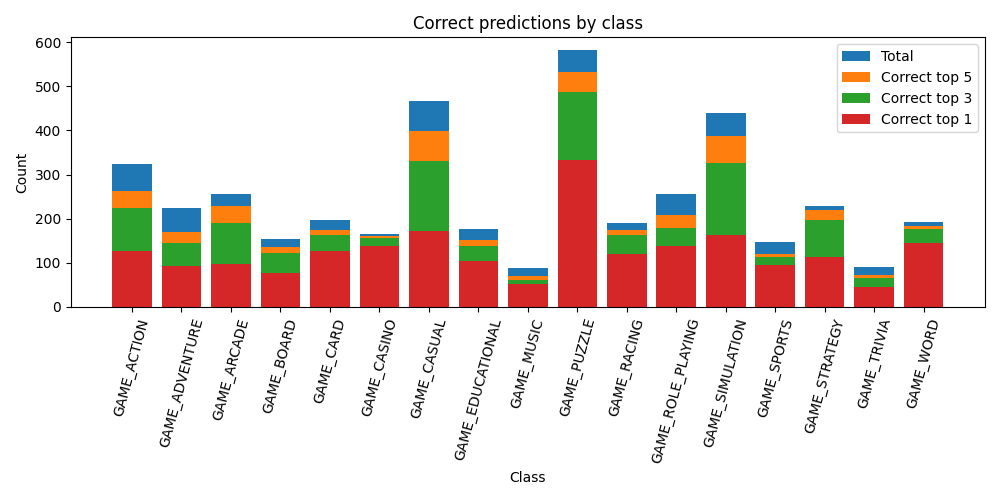 Correct predictions by class
600
500
400
300
200
100
0
Count
Total
Correct top 5
Correct top 3
Correct top 1
GAME_ACTION
GAME_ADVENTURE
GAME_ARCADE
GAME_BOARD
GAME_CARD
GAME_CASINO
GAME_CASUAL
GAME_EDUCATIONAL
GAME_MUSIC
GAME_PUZZLE
GAME_RACING
GAME_ROLE_PLAYING
GAME_SIMULATION
GAME_SPORTS
GAME_STRATEGY
GAME_TRIVIA
GAME_WORD
Class